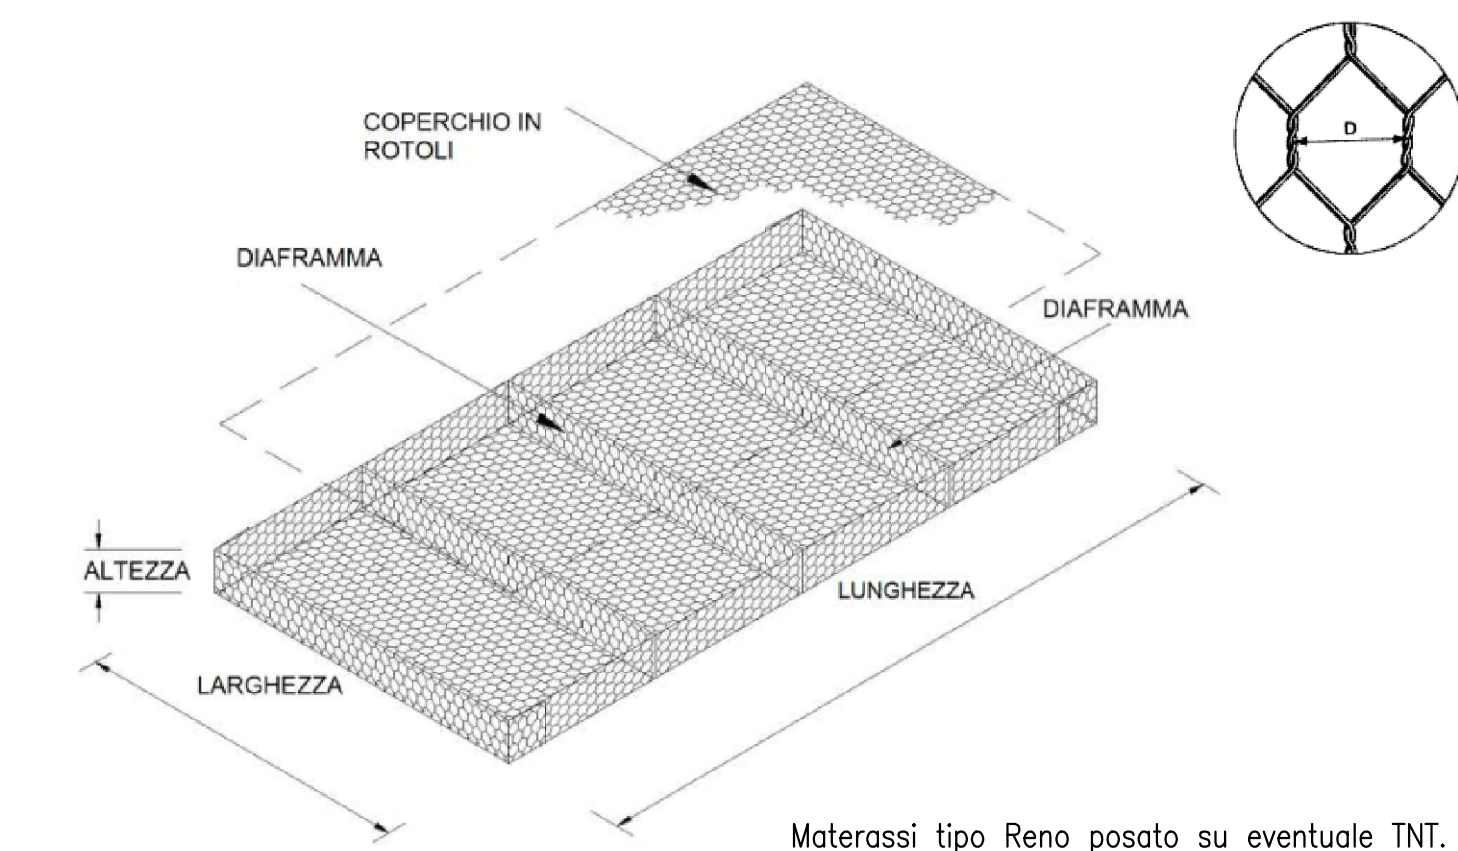 COPERCHIO IN
ROTOLI
D
DIAFRAMMA
DIAFRAMMA
ALTEZZA
LUNGHEZZA
LARGHEZZA
Materassi tipo Reno posato su eventuale TNT.